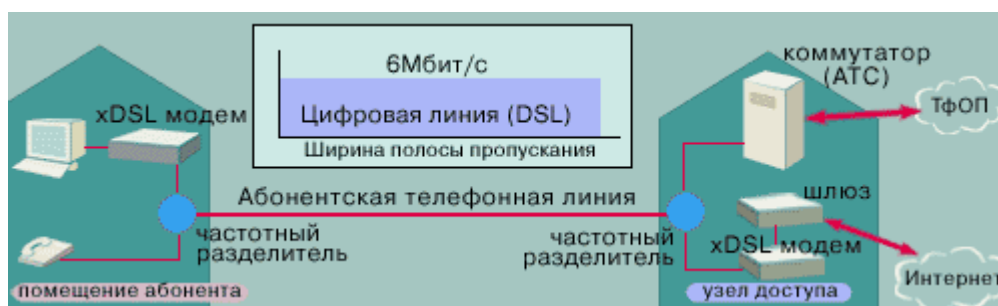 6Мбит/с
Цифровая линия (DSL)
Ширина полосы пропускания
коммутатор
(АТС)
ТфОП
xDSL модем
Абонентская телефонная линия
шлюз
частотный
разделитель
частотный
разделитель
xDSL модем
Интернет
помещение абонента
узел доступа